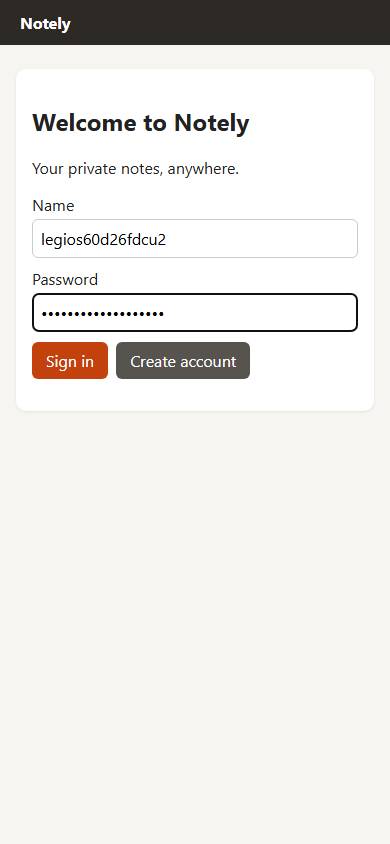 Notely
Welcome to Notely
Your private notes, anywhere.
Name
legios60d26fdcu2
Password
•••••••••••••••••••
Sign in
Create account